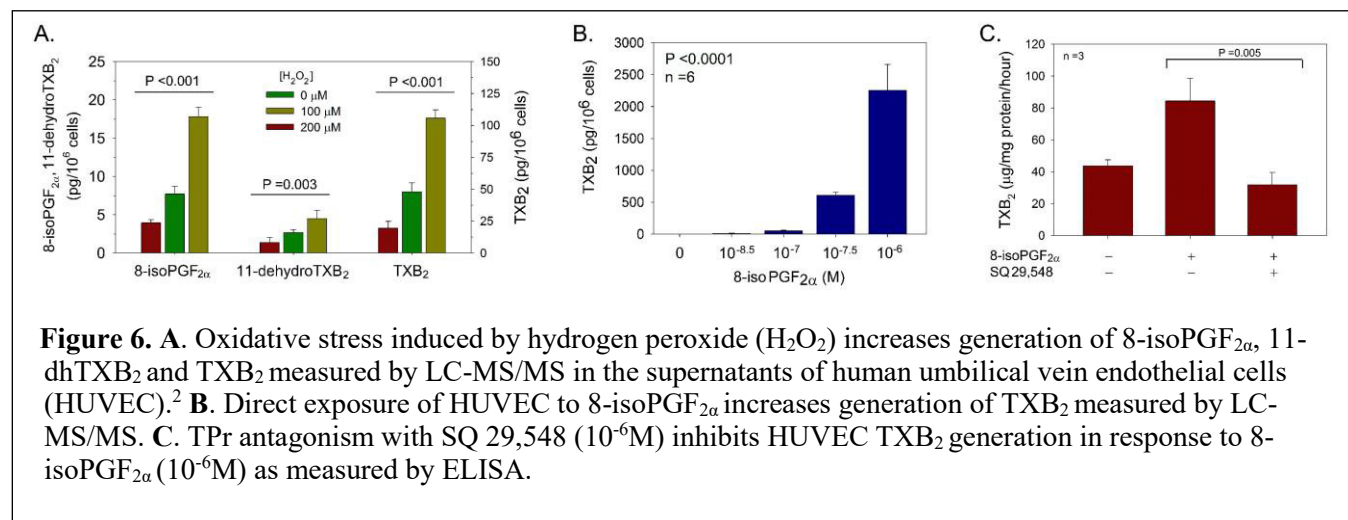 A.
8-isoPGF2α, 11-dehydroTXB2
(pg/10^6 cells)
25
20
15
10
5
0
P <0.001
P =0.003
P <0.001
[H2O2]
0 μM
100 μM
200 μM
150
125
100
75
50
25
0
TXB2 (pg/10^6 cells)
8-isoPGF2α
11-dehydroTXB2
TXB2
B.
TXB2 (pg/10^6 cells)
3000
2500
2000
1500
1000
500
0
P <0.0001
n =6
0 10^-8.5 10^-7 10^-7.5 10^-6
8-isoPGF2α (M)
C.
TXB2 (μg/mg protein/hour)
120
100
80
60
40
20
0
n =3
P =0.005
8-isoPGF2α – + +
SQ 29,548 – – +
Figure 6. A. Oxidative stress induced by hydrogen peroxide (H2O2) increases generation of 8-isoPGF2α, 11-
dhTXB2 and TXB2 measured by LC-MS/MS in the supernatants of human umbilical vein endothelial cells
(HUVEC).2 B. Direct exposure of HUVEC to 8-isoPGF2α increases generation of TXB2 measured by LC-
MS/MS. C. TPr antagonism with SQ 29,548 (10^-6M) inhibits HUVEC TXB2 generation in response to 8-
isoPGF2α (10^-6M) as measured by ELISA.